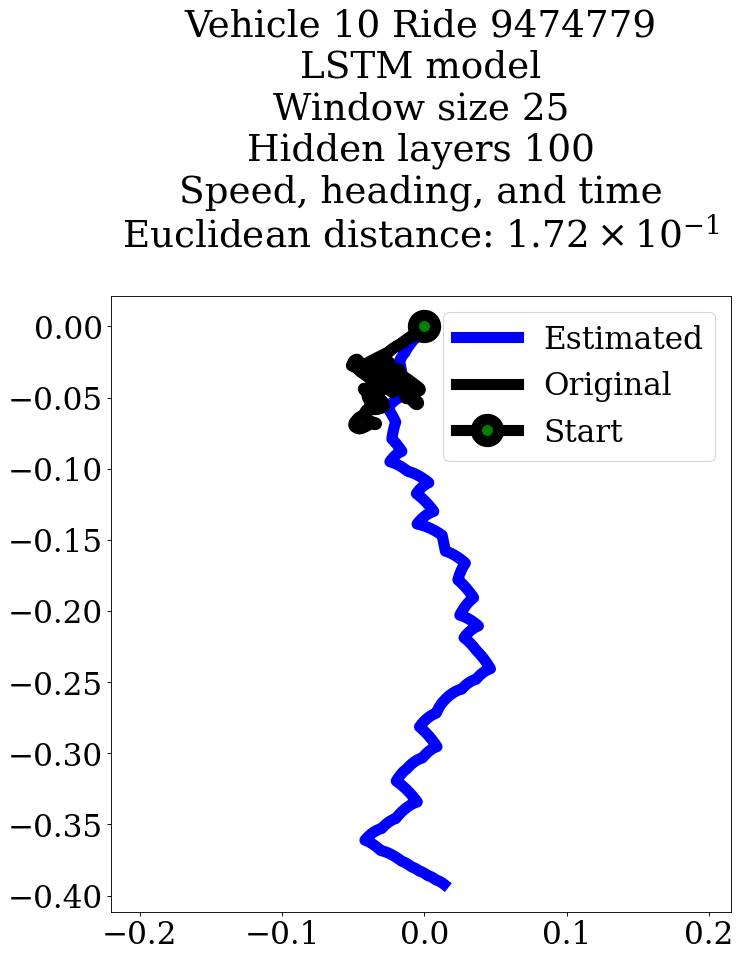 Vehicle 10 Ride 9474779
LSTM model
Window size 25
Hidden layers 100
Speed, heading, and time
Euclidean distance: 1.72 × 10⁻¹
Estimated
Original
Start
0.00
−0.05
−0.10
−0.15
−0.20
−0.25
−0.30
−0.35
−0.40
−0.2 −0.1 0.0 0.1 0.2